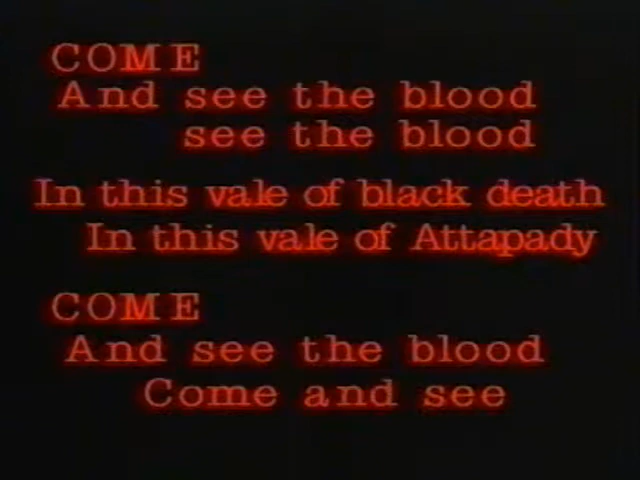 COME
And see the blood
see the blood
In this vale of black death
In this vale of Attapady
COME
And see the blood
Come and see